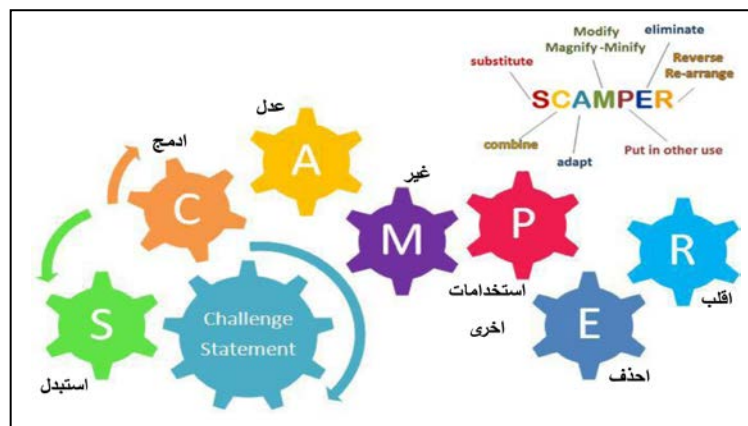 Modify
Magnify -Minify
eliminate
substitute
Reverse
Re-arrange
SCAMPER
combine
adapt
Put in other use
عدل
A
ادمج
C
غير
M
P
R
استخدامات
اخرى
اقلب
S
Challenge
Statement
E
استبدل
احذف